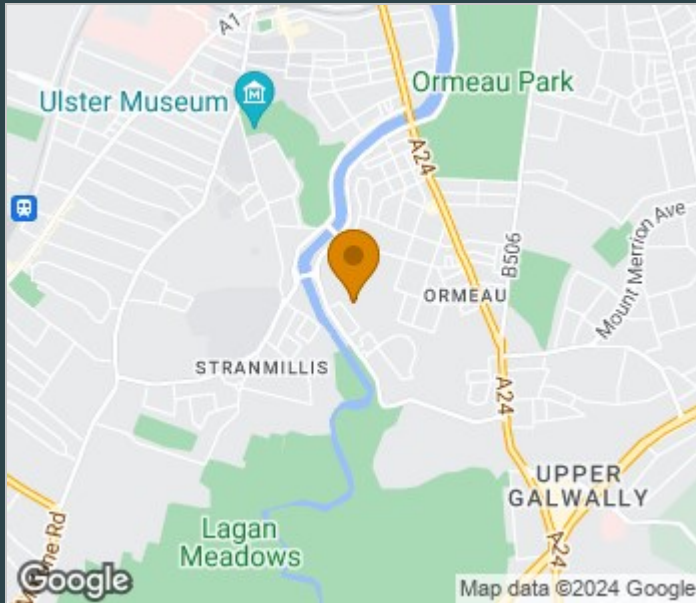 A1
Ulster Museum
Ormeau Park
A24
B506
Mount Merrion Ave
ORMEAU
STRANMILLIS
A24
UPPER
GALWALLY
Lagan
Meadows
A24
Google
Map data ©2024 Google